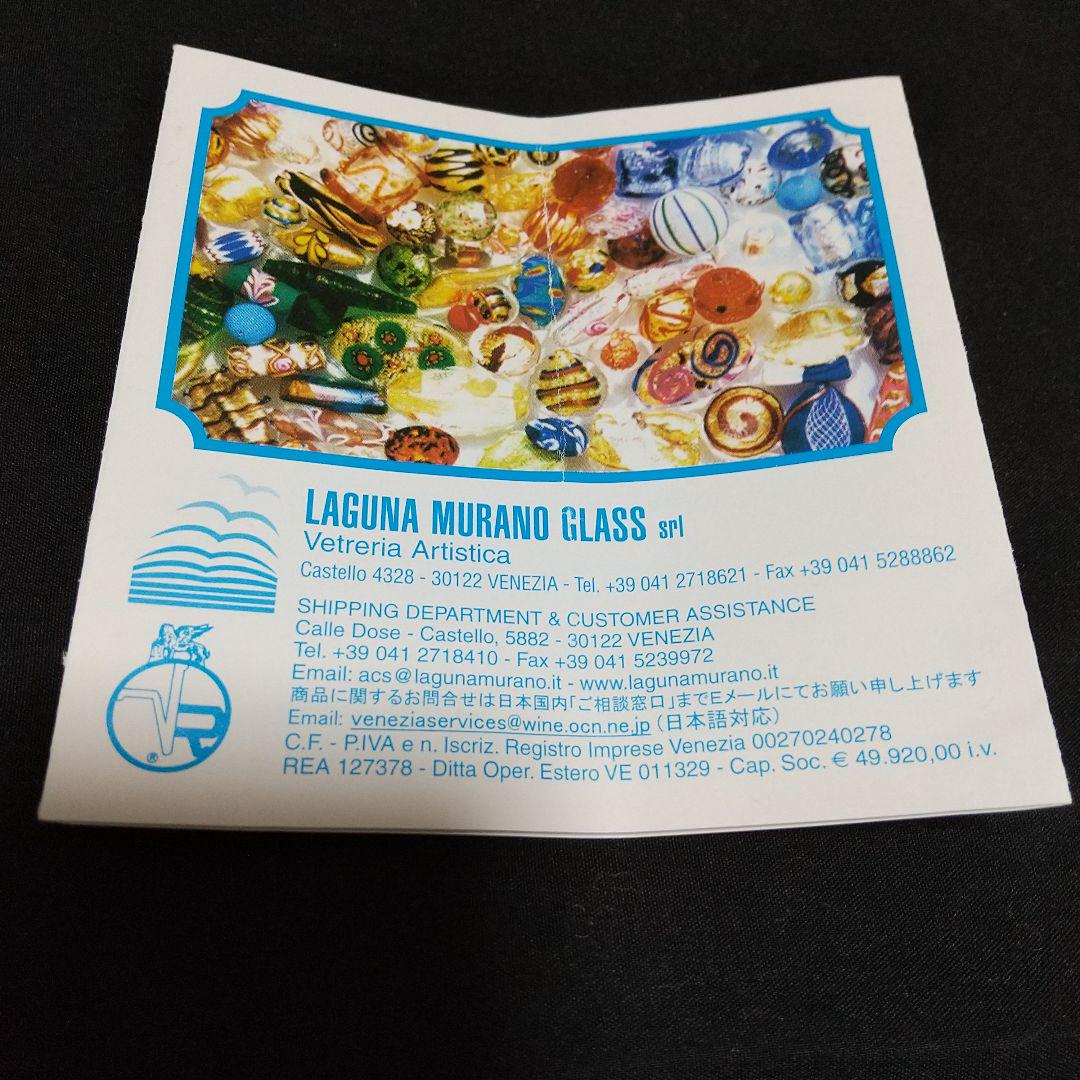 LAGUNA MURANO GLASS srl
Vetreria Artistica
Castello 4328 - 30122 VENEZIA - Tel. +39 041 2718621 - Fax +39 041 5288862
SHIPPING DEPARTMENT & CUSTOMER ASSISTANCE
Calle Dose - Castello, 5882 - 30122 VENEZIA
Tel. +39 041 2718410 - Fax +39 041 5239972
Email: acs@lagunamurano.it - www.lagunamurano.it
商品に関するお問合せは日本国内「ご相談窓口」までEメールにてお願い申し上げます
Email: veneziaservices@wine.ocn.ne.jp (日本語対応)
C.F. - P.IVA e n. Iscriz. Registro Imprese Venezia 00270240278
REA 127378 - Ditta Oper. Estero VE 011329 - Cap. Soc. € 49.920,00 i.v.
VR
®